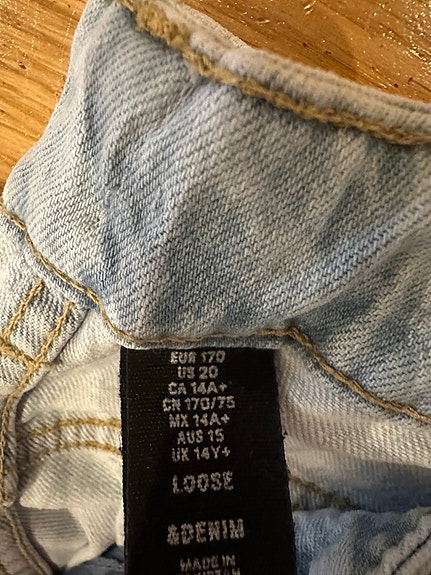 EUR 170
US 20
CA 14A+
CN 170/75
MX 14A+
AUS 15
UK 14Y+
LOOSE
&DENIM
MADE IN